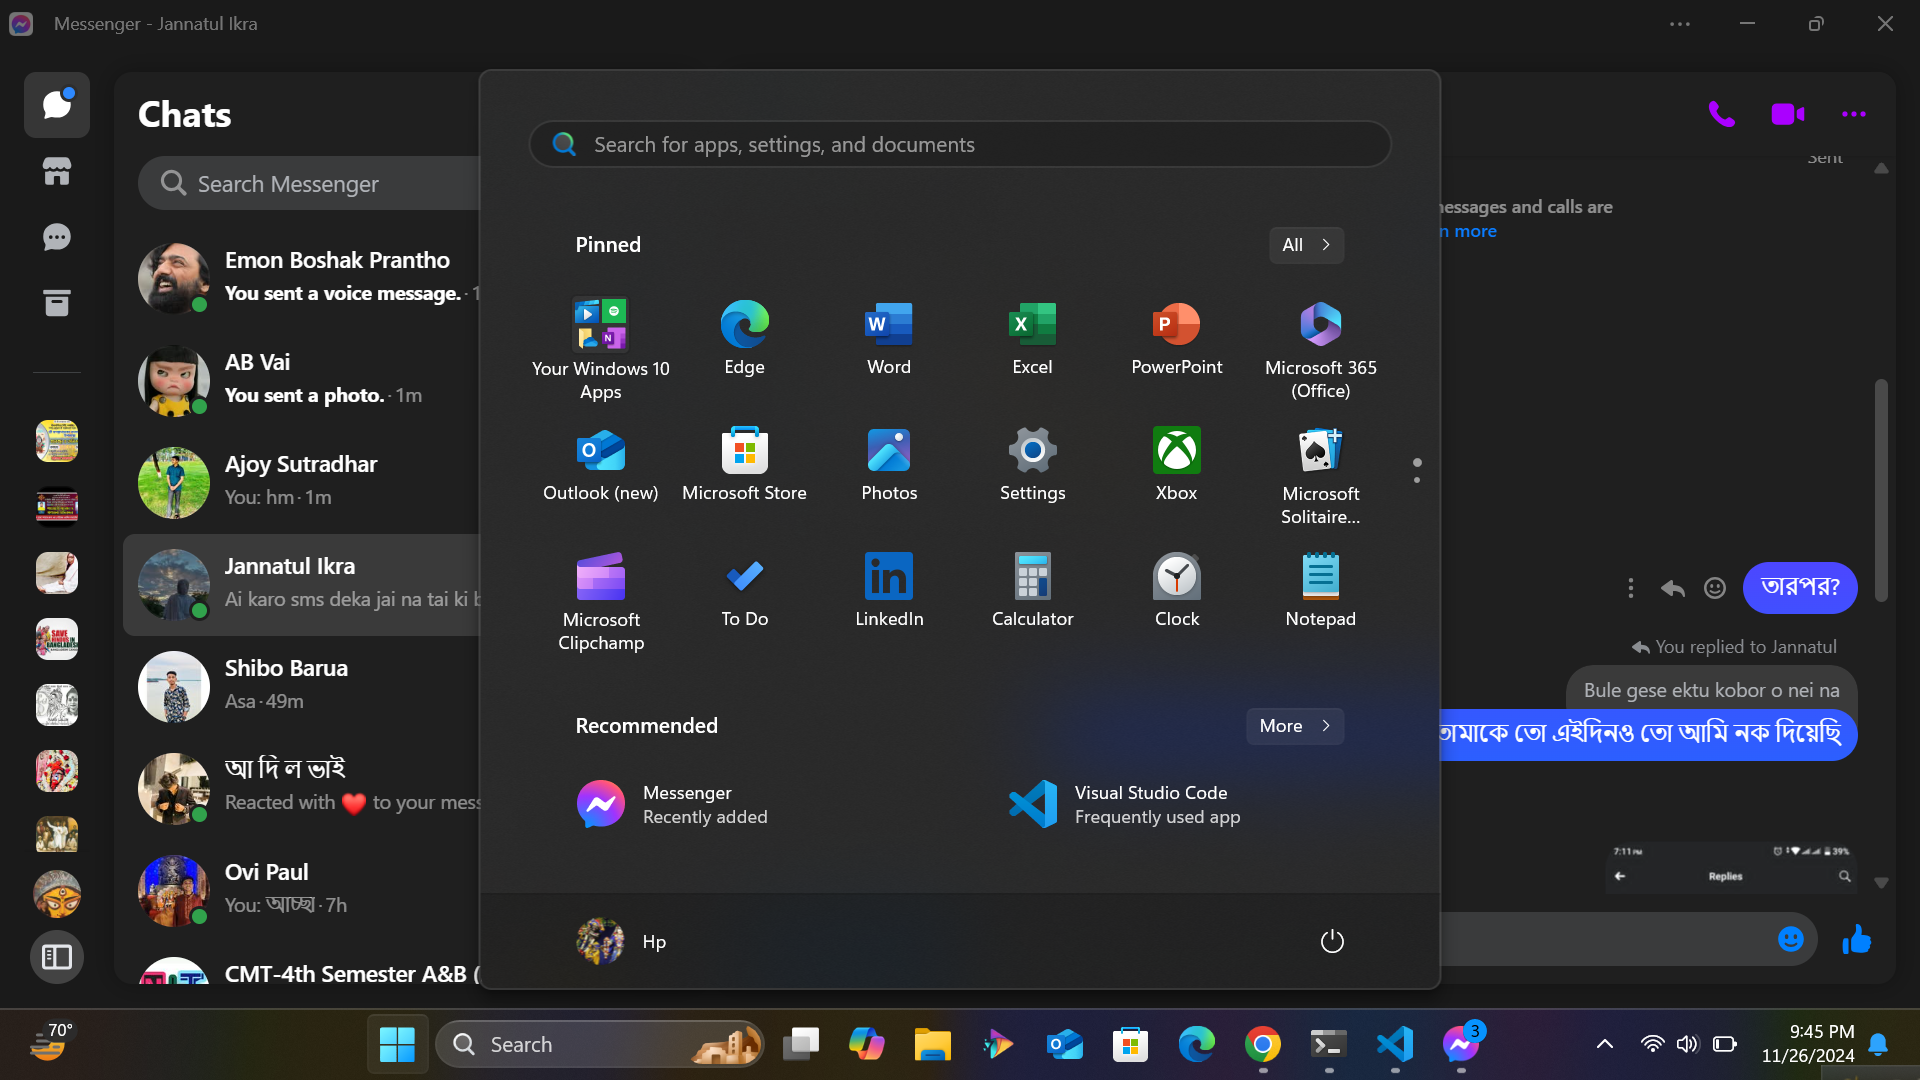 Messenger - Jannatul Ikra
Chats
Search Messenger
Emon Boshak Prantho
You sent a voice message. · 1
AB Vai
You sent a photo. · 1m
Ajoy Sutradhar
You: hm · 1m
Jannatul Ikra
Ai karo sms deka jai na tai ki b
Shibo Barua
Asa · 49m
আ দি ল ভাই
Reacted with ❤️ to your mess
Ovi Paul
You: আচ্ছা · 7h
CMT-4th Semester A&B (
SAVE
HINDUS IN
BANGLADESH
Search for apps, settings, and documents
Pinned
All
Your Windows 10
Apps
Edge
Word
Excel
PowerPoint
Microsoft 365
(Office)
Outlook (new)
Microsoft Store
Photos
Settings
Xbox
Microsoft
Solitaire...
Microsoft
Clipchamp
To Do
LinkedIn
Calculator
Clock
Notepad
Recommended
More
Messenger
Recently added
Visual Studio Code
Frequently used app
Hp
Sent
essages and calls are
n more
তারপর?
You replied to Jannatul
Bule gese ektu kobor o nei na
তোমাকে তো এইদিনও তো আমি নক দিয়েছি
7:11 PM
39%
Replies
70°
Search
3
9:45 PM
11/26/2024